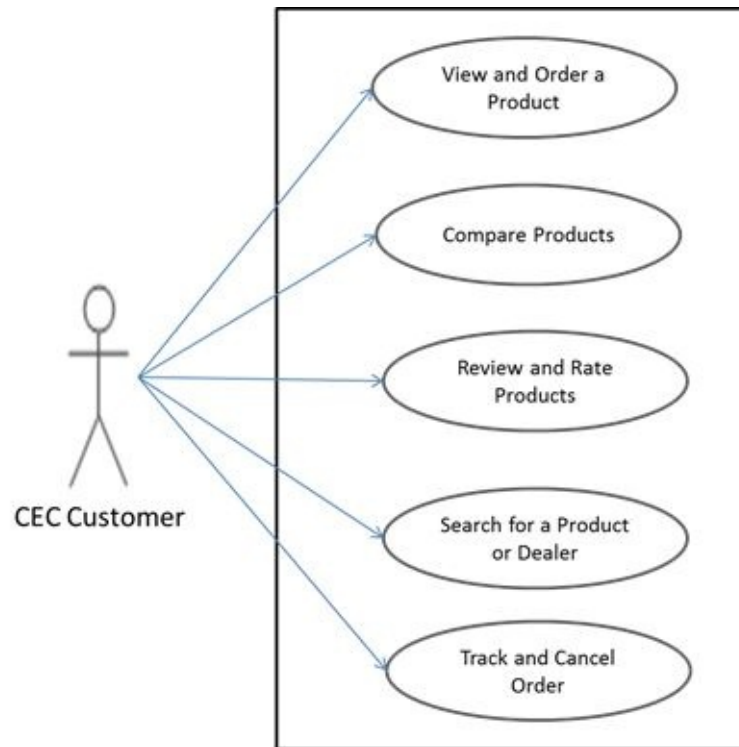 View and Order a
Product
Compare Products
Review and Rate
Products
CEC Customer
Search for a Product
or Dealer
Track and Cancel
Order